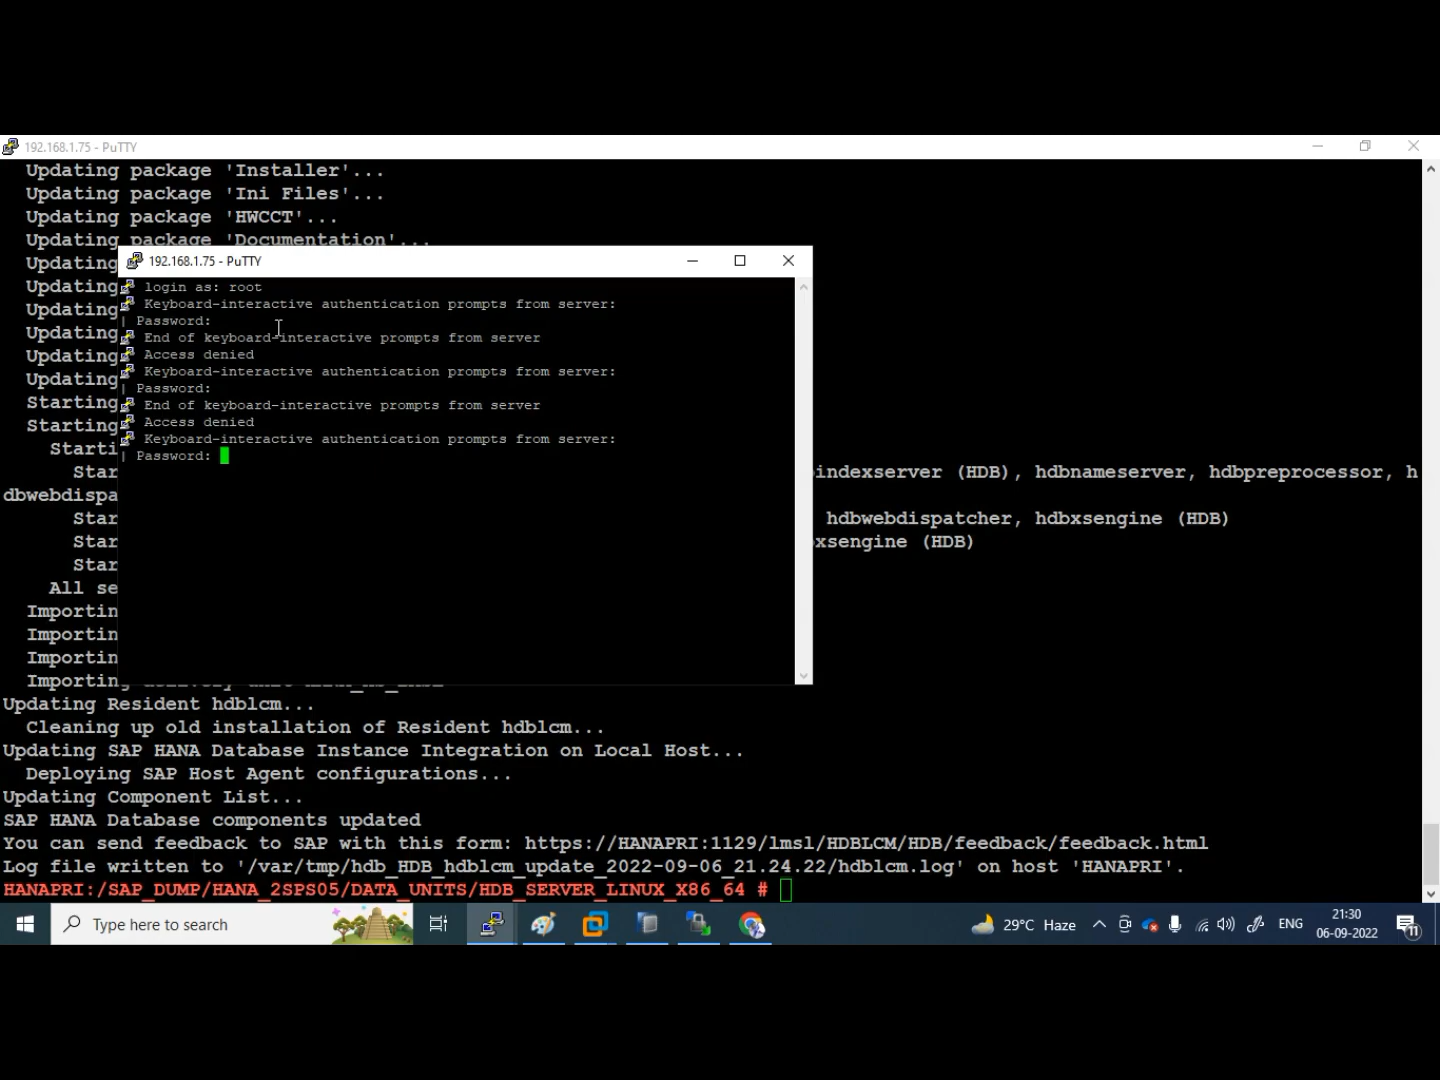 192.168.1.75 - PuTTY
Updating package 'Installer'...
Updating package 'Ini Files'...
Updating package 'HWCCT'...
Updating package 'Documentation'...
Updating
Updating
Updating
Updating
Updating
Updating
Starting
Starting
Starti
Star
indexserver (HDB), hdbnameserver, hdbpreprocessor, h
dbwebdispa
Star
hdbwebdispatcher, hdbxsengine (HDB)
Star
xsengine (HDB)
Star
All se
Importin
Importin
Importin
Importing
192.168.1.75 - PuTTY
login as: root
Keyboard-interactive authentication prompts from server:
| Password:
End of keyboard-interactive prompts from server
Access denied
Keyboard-interactive authentication prompts from server:
| Password:
End of keyboard-interactive prompts from server
Access denied
Keyboard-interactive authentication prompts from server:
| Password:
Updating Resident hdblcm...
Cleaning up old installation of Resident hdblcm...
Updating SAP HANA Database Instance Integration on Local Host...
Deploying SAP Host Agent configurations...
Updating Component List...
SAP HANA Database components updated
You can send feedback to SAP with this form: https://HANAPRI:1129/lmsl/HDBLCM/HDB/feedback/feedback.html
Log file written to '/var/tmp/hdb_HDB_hdblcm_update_2022-09-06_21.24.22/hdblcm.log' on host 'HANAPRI'.
HANAPRI:/SAP_DUMP/HANA_2SPS05/DATA_UNITS/HDB_SERVER_LINUX_X86_64 #
Type here to search
29°C Haze
ENG
21:30
06-09-2022
11